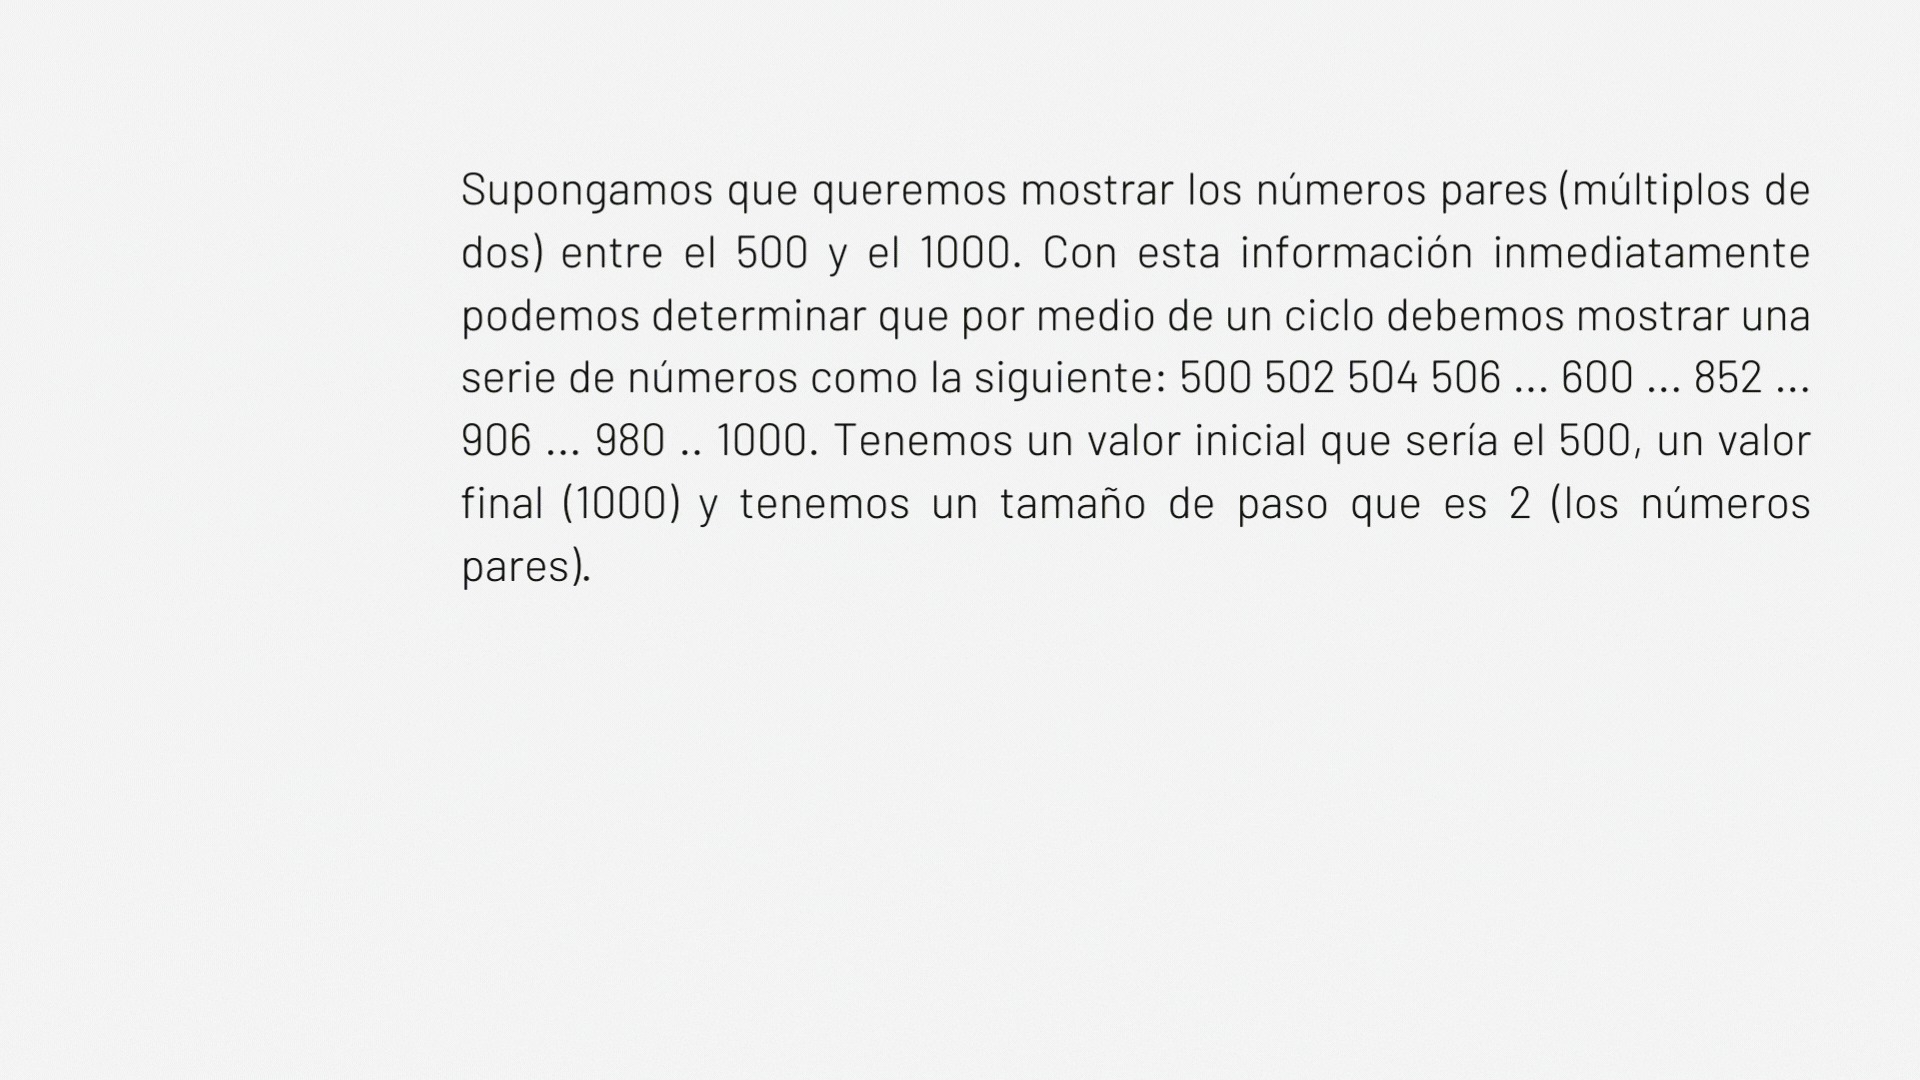 Supongamos que queremos mostrar los números pares (múltiplos de
dos) entre el 500 y el 1000. Con esta información inmediatamente
podemos determinar que por medio de un ciclo debemos mostrar una
serie de números como la siguiente: 500 502 504 506 ... 600 ... 852 ...
906 ... 980 .. 1000. Tenemos un valor inicial que sería el 500, un valor
final (1000) y tenemos un tamaño de paso que es 2 (los números
pares).